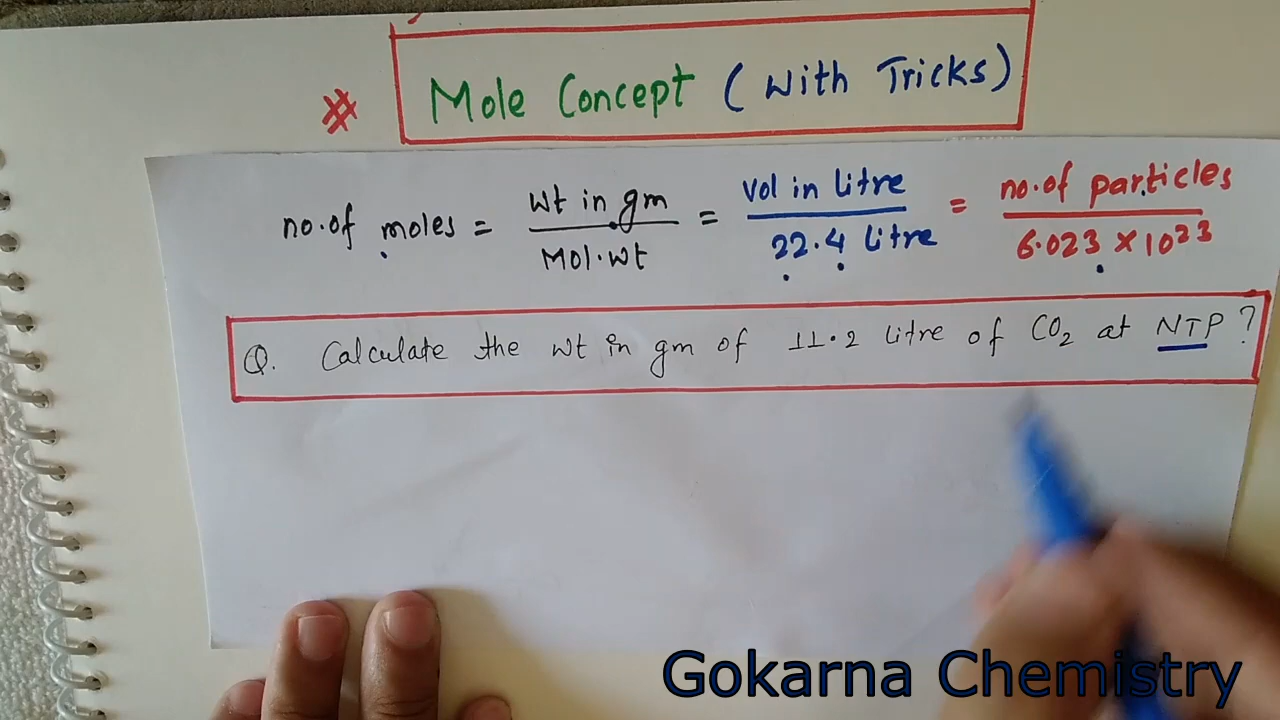 # Mole Concept ( With Tricks)
no.of moles = Wt in gm / Mol.wt = vol in litre / 22.4 litre = no.of particles / 6.023 × 10²³
Q. Calculate the wt in gm of 11.2 litre of CO₂ at NTP ?
Gokarna Chemistry